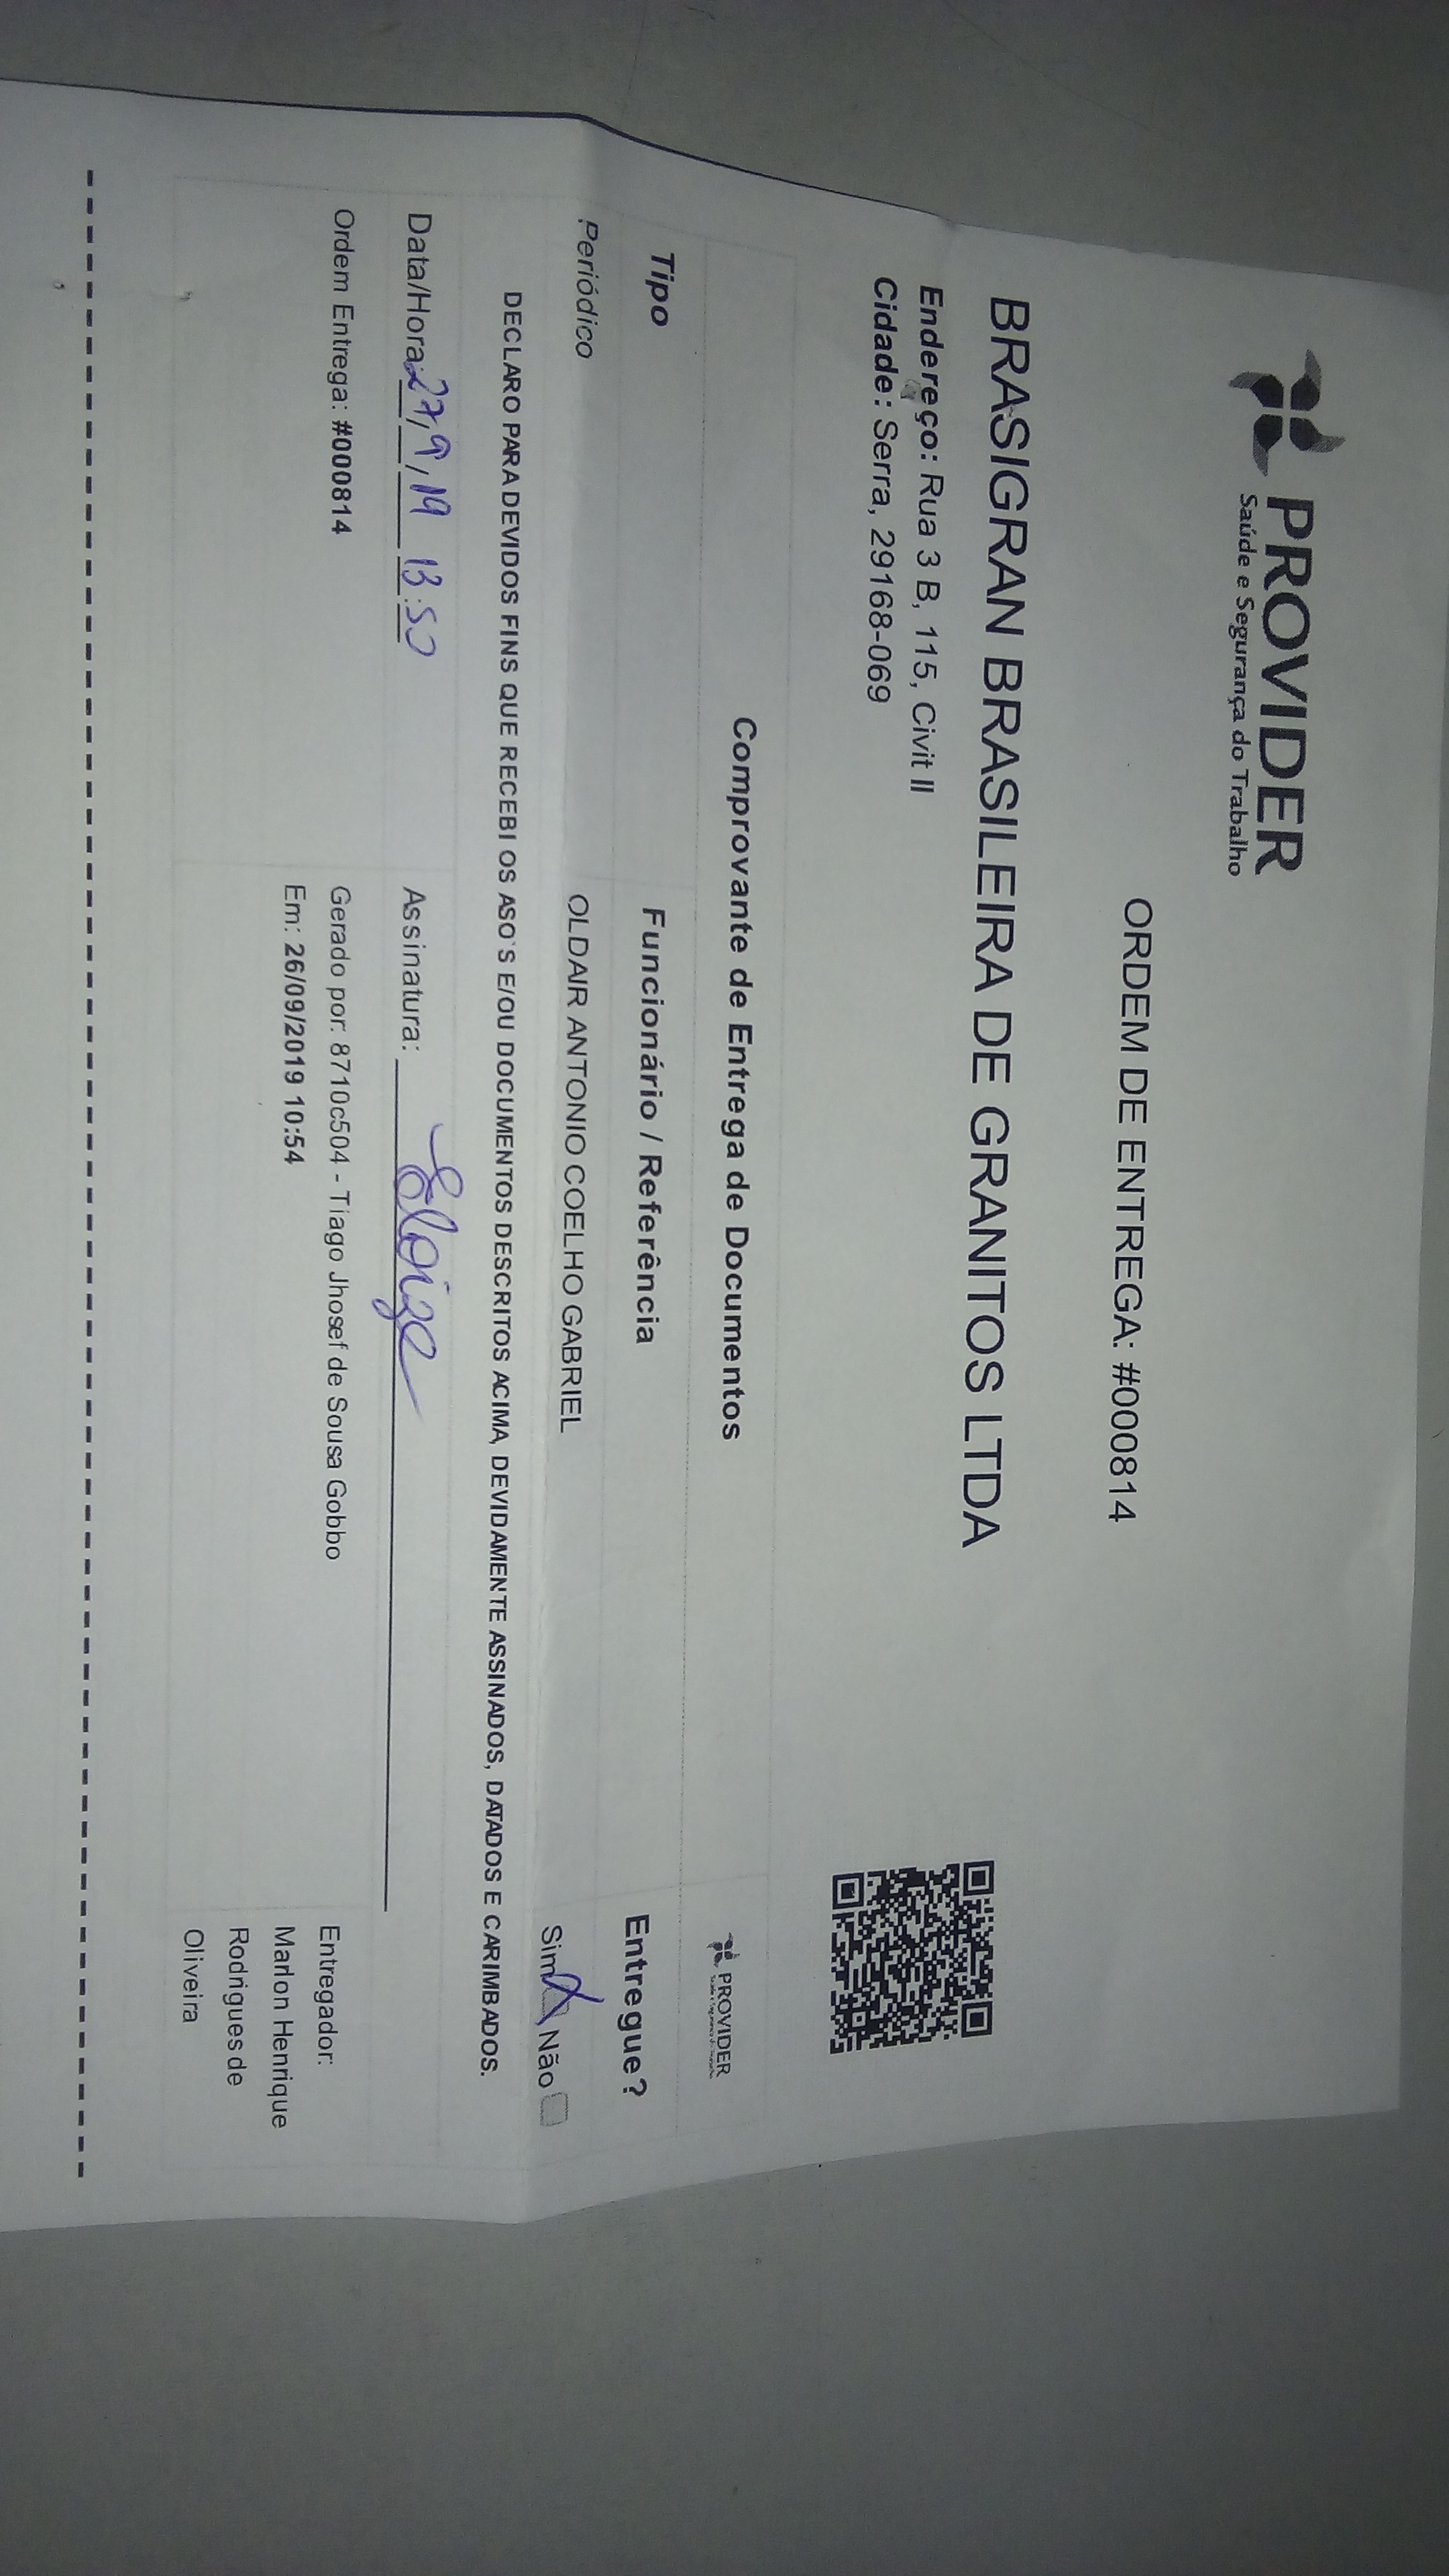 PROVIDER
Saúde e Segurança do Trabalho
ORDEM DE ENTREGA: #000814
BRASIGRAN BRASILEIRA DE GRANITOS LTDA
Endereço: Rua 3 B, 115, Civit II
Cidade: Serra, 29168-069
Comprovante de Entrega de Documentos
PROVIDER
Tipo Funcionário / Referência Entregue?
Periódico OLDAIR ANTONIO COELHO GABRIEL Sim X Não
DECLARO PARA DEVIDOS FINS QUE RECEBI OS ASO'S E/OU DOCUMENTOS DESCRITOS ACIMA, DEVIDAMENTE ASSINADOS, DATADOS E CARIMBADOS.
Data/Hora: 27/9/19 13:50 Assinatura: Eloize
Ordem Entrega: #000814 Gerado por: 8710c504 - Tiago Jhosef de Sousa Gobbo Entregador:
Em: 26/09/2019 10:54 Marlon Henrique
Rodrigues de
Oliveira